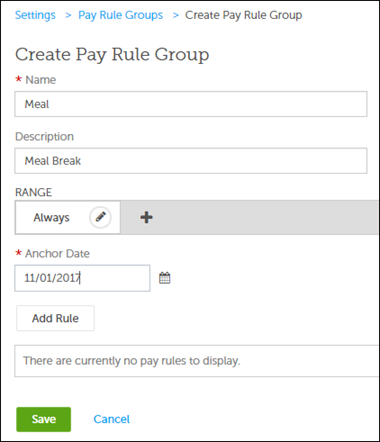 Settings > Pay Rule Groups > Create Pay Rule Group
Create Pay Rule Group
* Name
Meal
Description
Meal Break
RANGE
Always +
* Anchor Date
11/01/2017
Add Rule
There are currently no pay rules to display.
Save Cancel